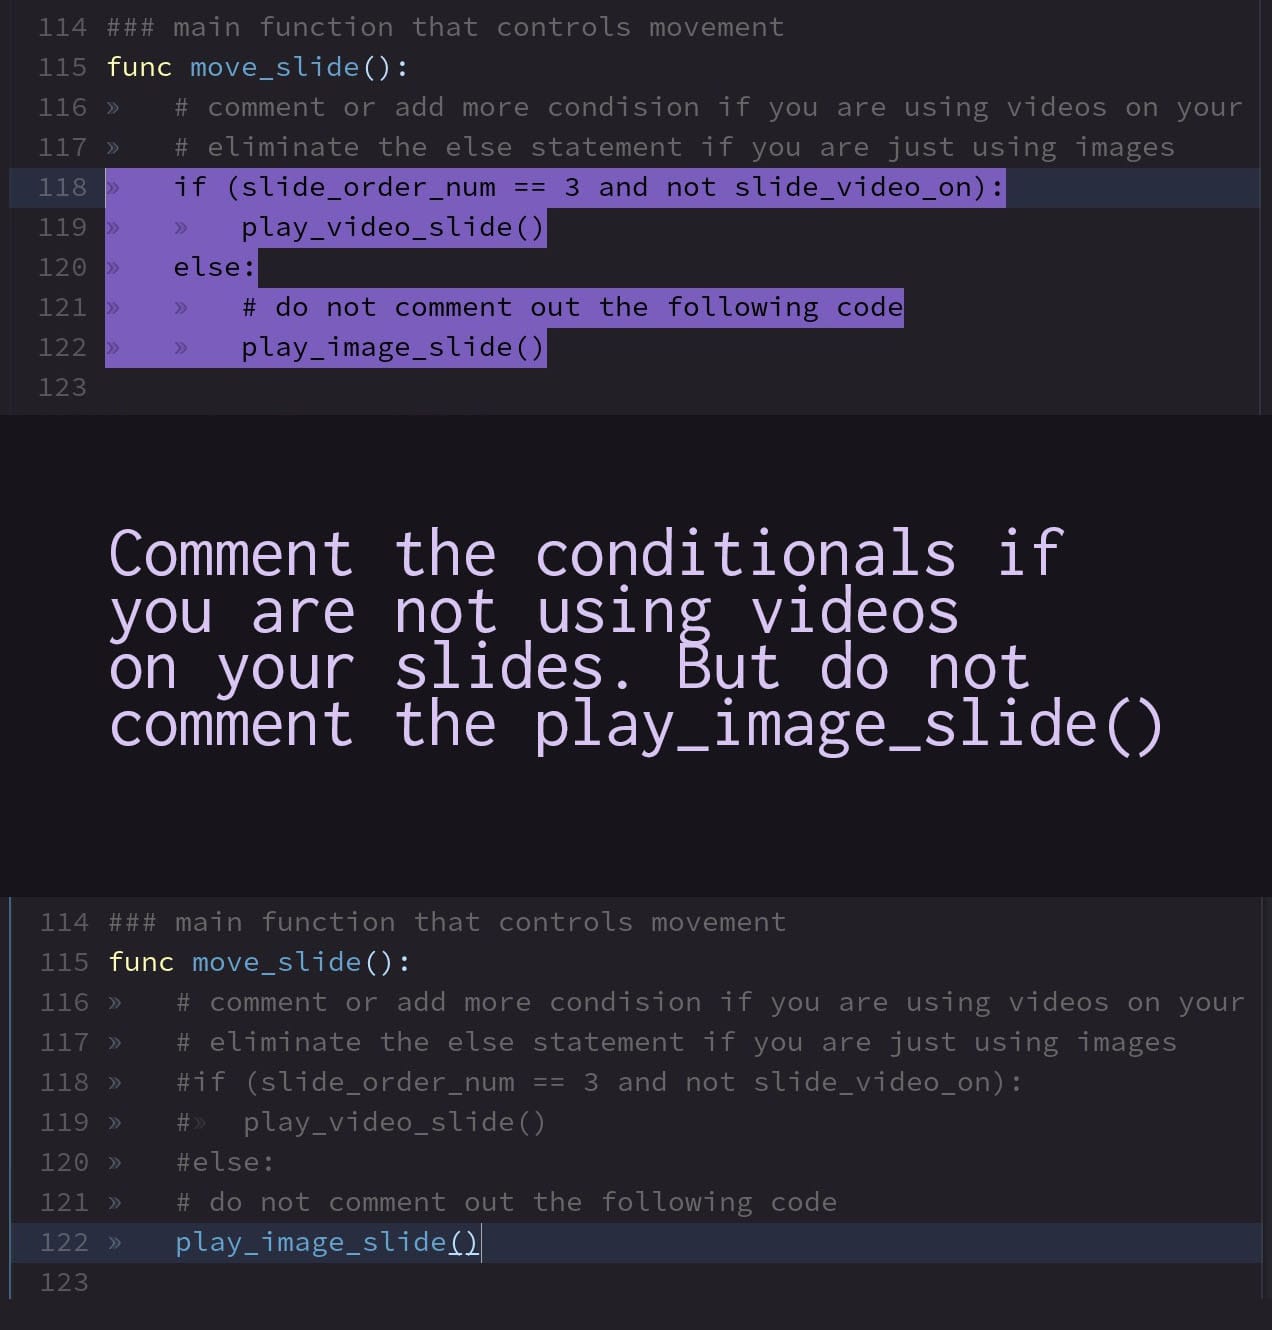 114 ### main function that controls movement
115 func move_slide():
116 » # comment or add more condision if you are using videos on your
117 » # eliminate the else statement if you are just using images
118 » if (slide_order_num == 3 and not slide_video_on):
119 » » play_video_slide()
120 » else:
121 » » # do not comment out the following code
122 » » play_image_slide()
123
Comment the conditionals if
you are not using videos
on your slides. But do not
comment the play_image_slide()
114 ### main function that controls movement
115 func move_slide():
116 » # comment or add more condision if you are using videos on your
117 » # eliminate the else statement if you are just using images
118 » #if (slide_order_num == 3 and not slide_video_on):
119 » #» play_video_slide()
120 » #else:
121 » # do not comment out the following code
122 » play_image_slide()
123